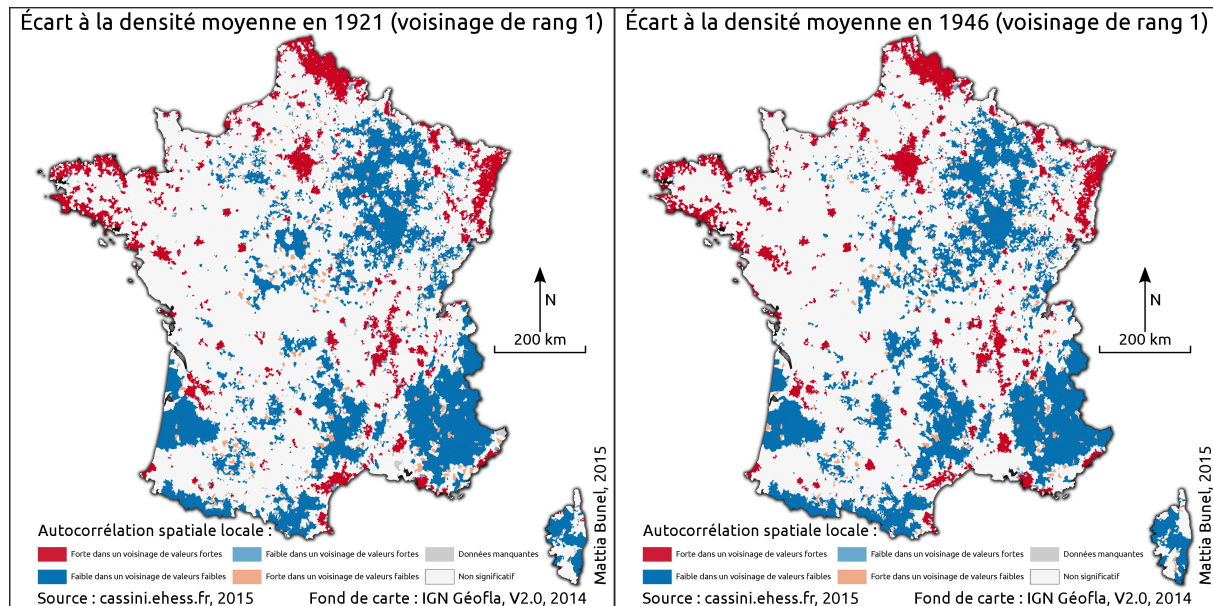 Écart à la densité moyenne en 1921 (voisinage de rang 1)
N
200 km
Autocorrélation spatiale locale :
Forte dans un voisinage de valeurs fortes
Faible dans un voisinage de valeurs fortes
Données manquantes
Faible dans un voisinage de valeurs faibles
Forte dans un voisinage de valeurs faibles
Non significatif
Source : cassini.ehess.fr, 2015
Fond de carte : IGN Géofla, V2.0, 2014
Mattia Bunel, 2015
Écart à la densité moyenne en 1946 (voisinage de rang 1)
N
200 km
Autocorrélation spatiale locale :
Forte dans un voisinage de valeurs fortes
Faible dans un voisinage de valeurs fortes
Données manquantes
Faible dans un voisinage de valeurs faibles
Forte dans un voisinage de valeurs faibles
Non significatif
Source : cassini.ehess.fr, 2015
Fond de carte : IGN Géofla, V2.0, 2014
Mattia Bunel, 2015